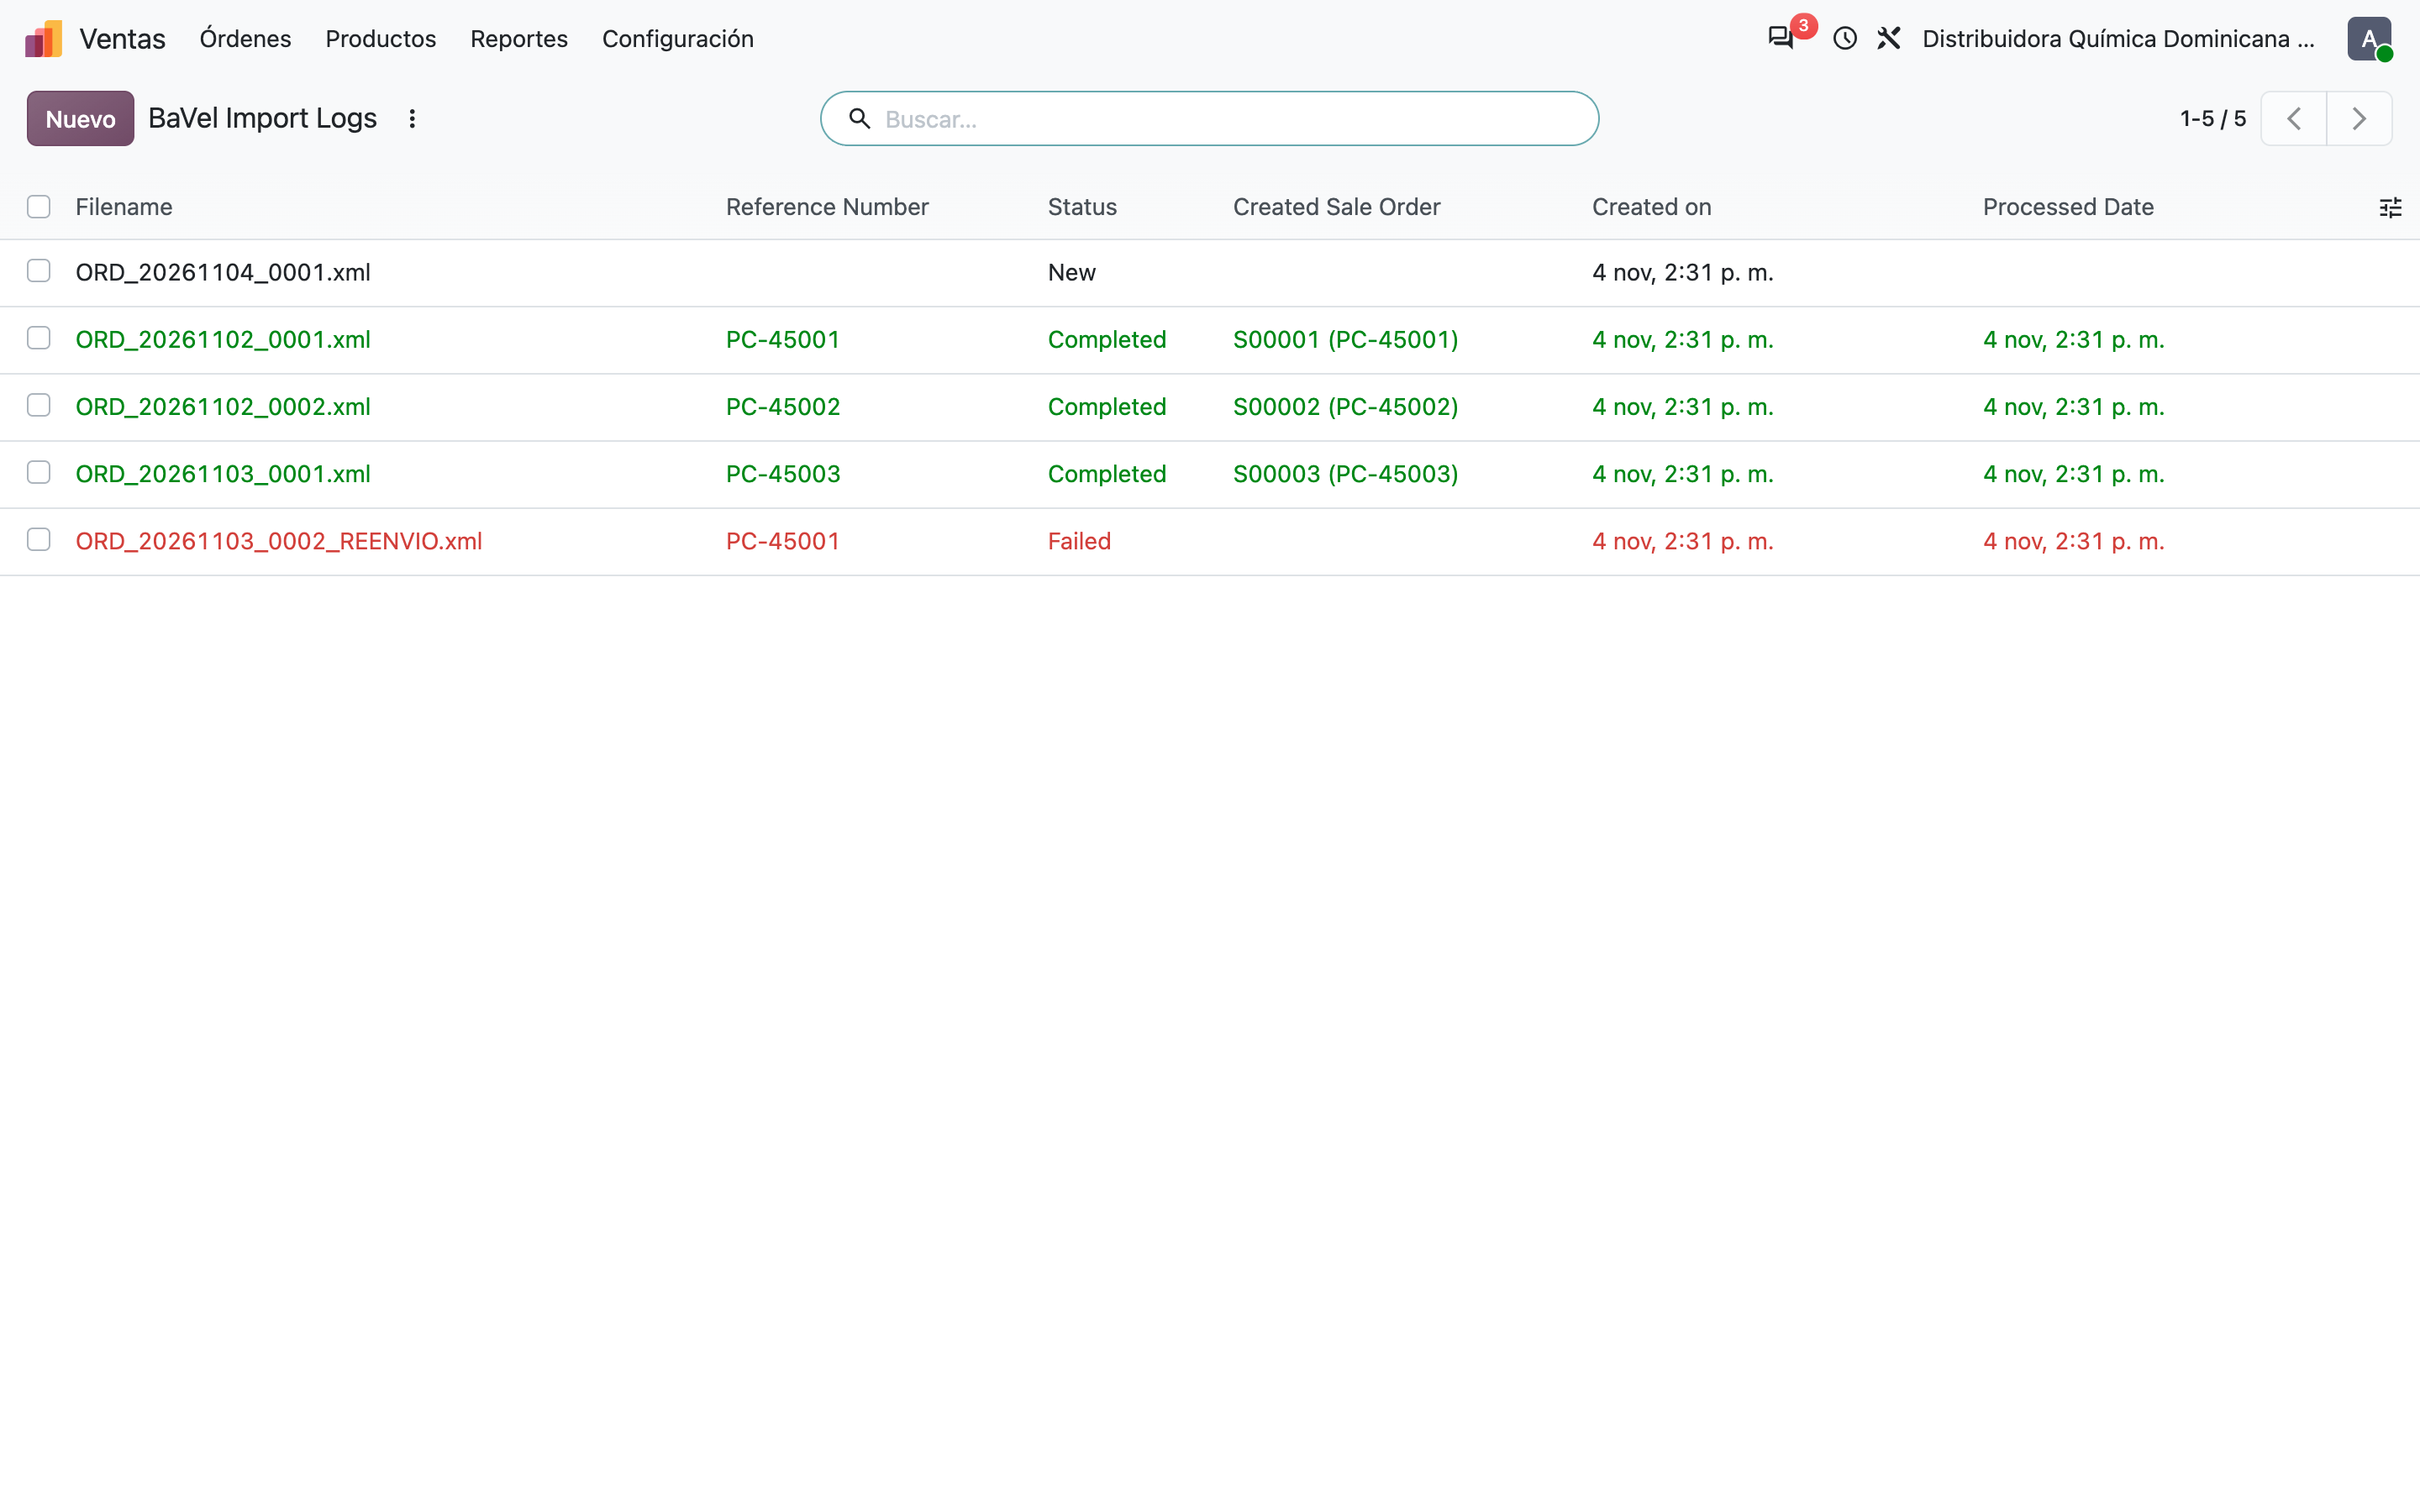 Ventas Órdenes Productos Reportes Configuración 3 Distribuidora Química Dominicana ... A
Nuevo BaVel Import Logs Buscar... 1-5 / 5
Filename Reference Number Status Created Sale Order Created on Processed Date
ORD_20261104_0001.xml New 4 nov, 2:31 p. m.
ORD_20261102_0001.xml PC-45001 Completed S00001 (PC-45001) 4 nov, 2:31 p. m. 4 nov, 2:31 p. m.
ORD_20261102_0002.xml PC-45002 Completed S00002 (PC-45002) 4 nov, 2:31 p. m. 4 nov, 2:31 p. m.
ORD_20261103_0001.xml PC-45003 Completed S00003 (PC-45003) 4 nov, 2:31 p. m. 4 nov, 2:31 p. m.
ORD_20261103_0002_REENVIO.xml PC-45001 Failed 4 nov, 2:31 p. m. 4 nov, 2:31 p. m.